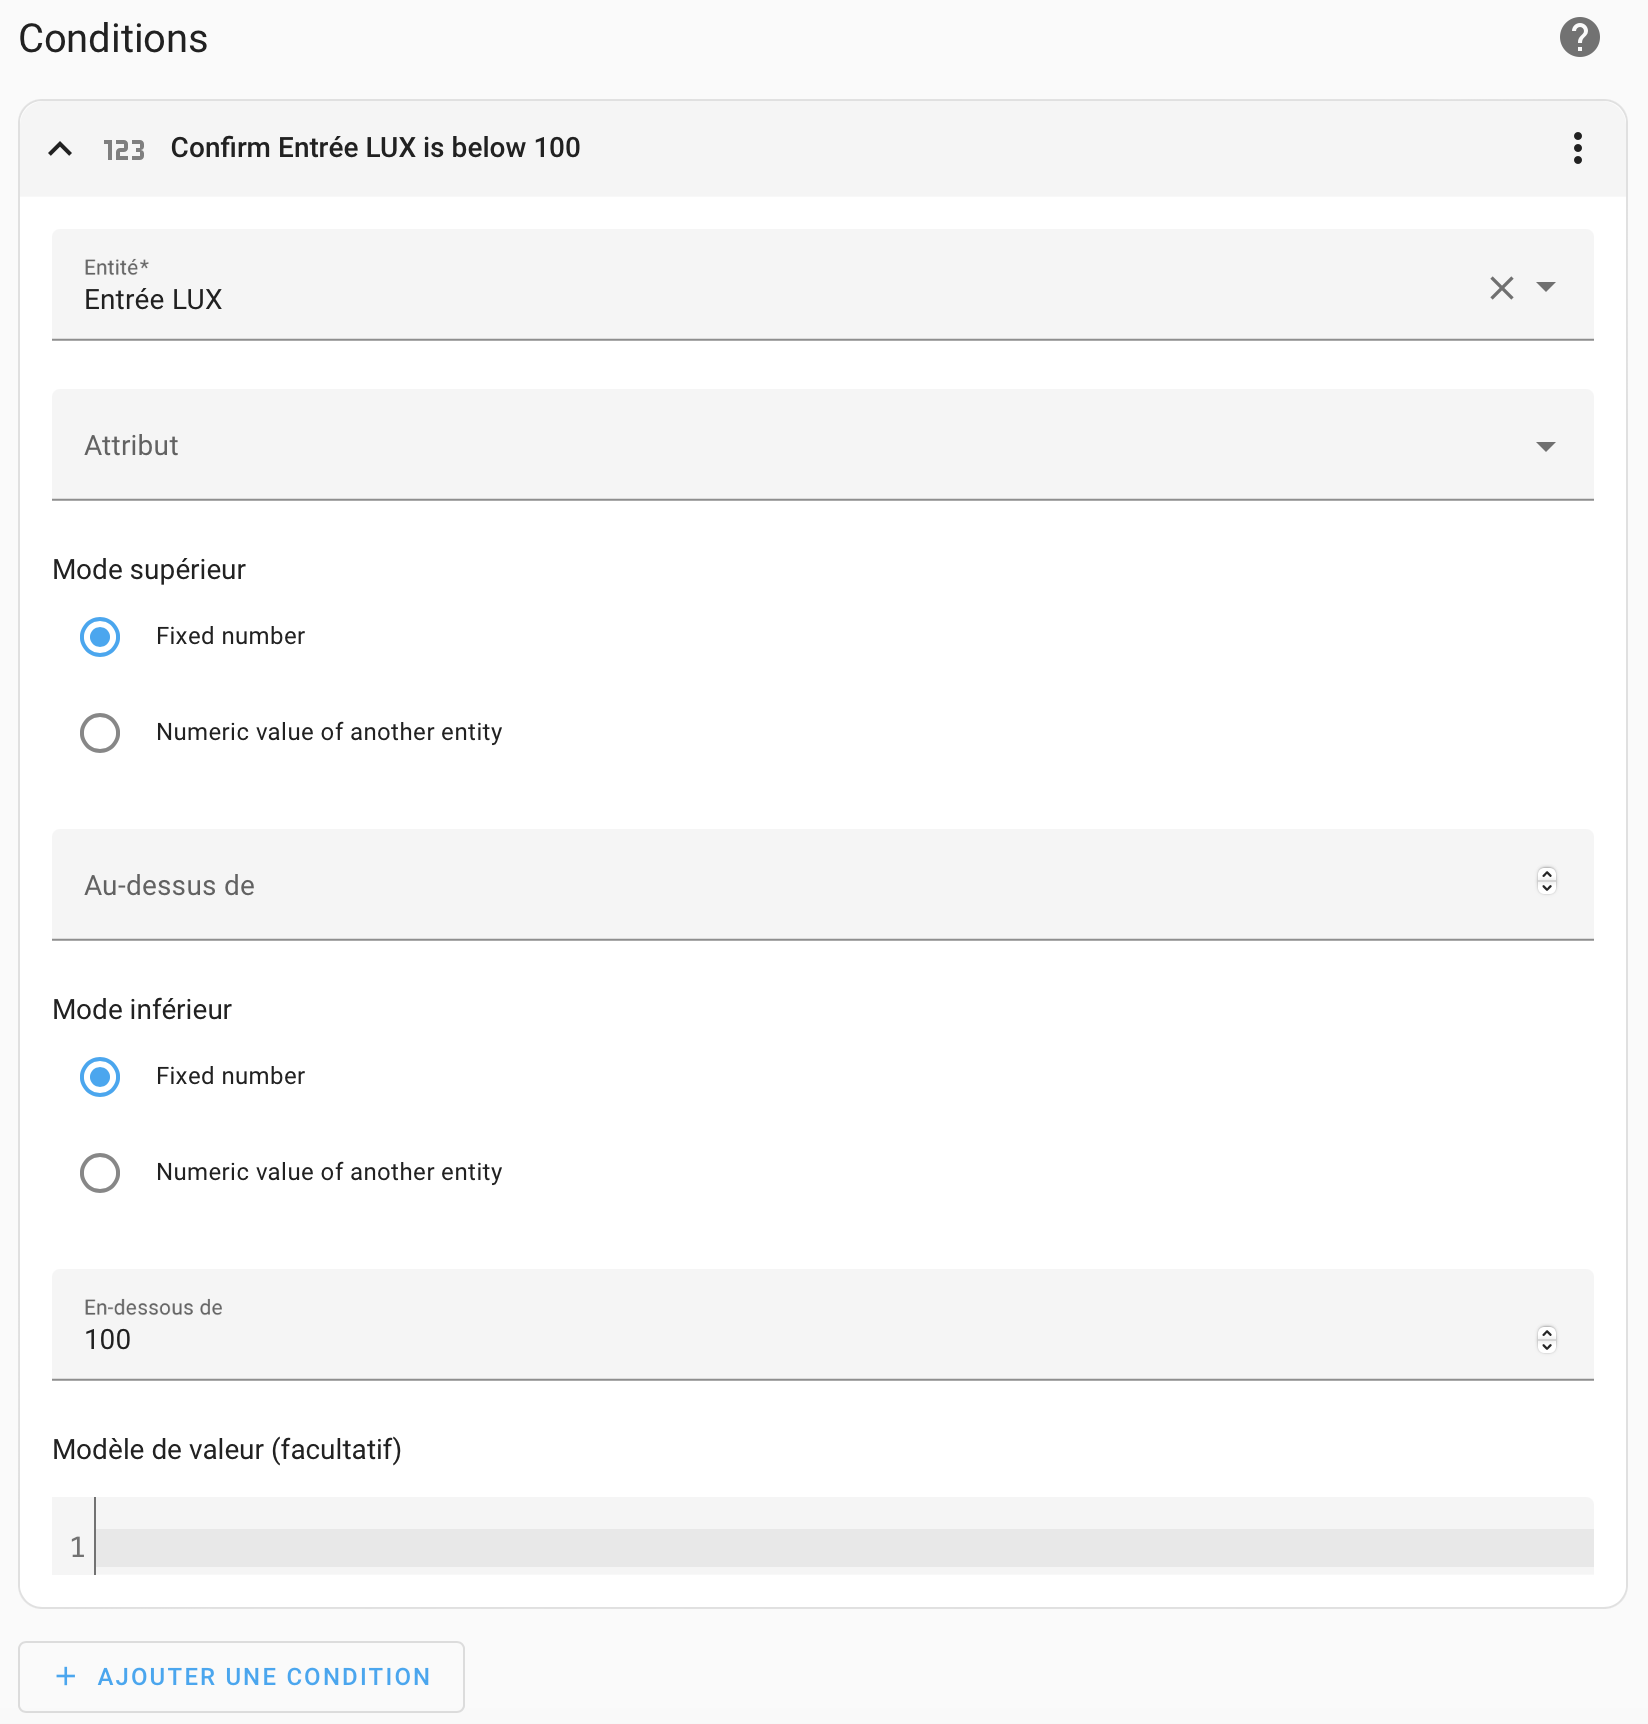 Conditions
?
123 Confirm Entrée LUX is below 100
Entité*
Entrée LUX
Attribut
Mode supérieur
Fixed number
Numeric value of another entity
Au-dessus de
Mode inférieur
Fixed number
Numeric value of another entity
En-dessous de
100
Modèle de valeur (facultatif)
1
+ AJOUTER UNE CONDITION